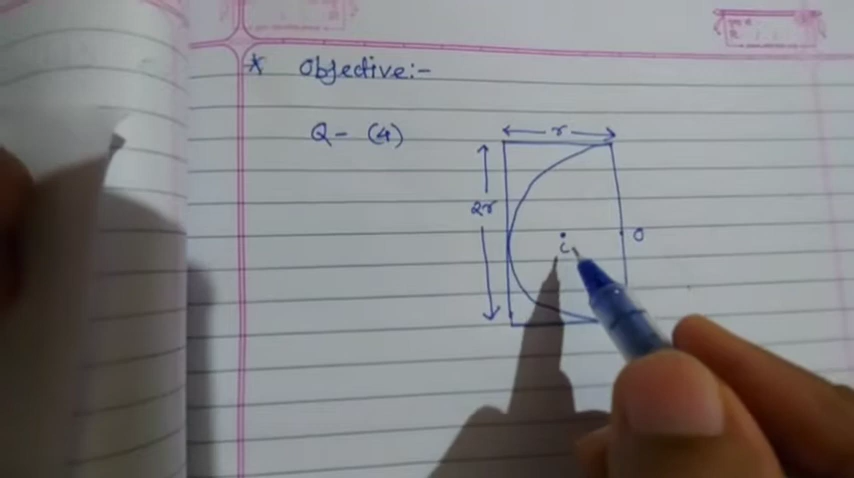 * Objective:-
Q- (4)
r
2r
i
O